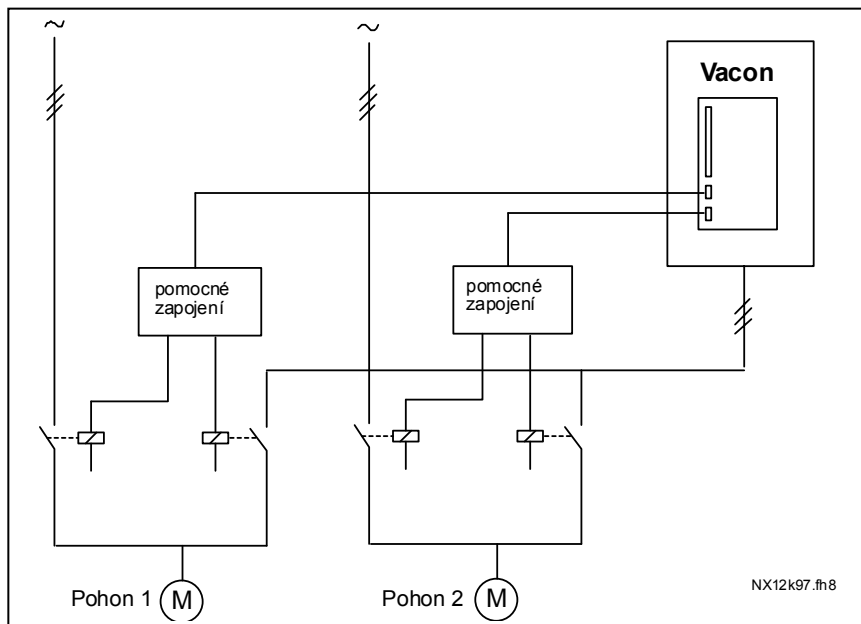 ~
~
Vacon
pomocné
zapojení
pomocné
zapojení
Pohon 1
M
Pohon 2
M
NX12k97.fh8